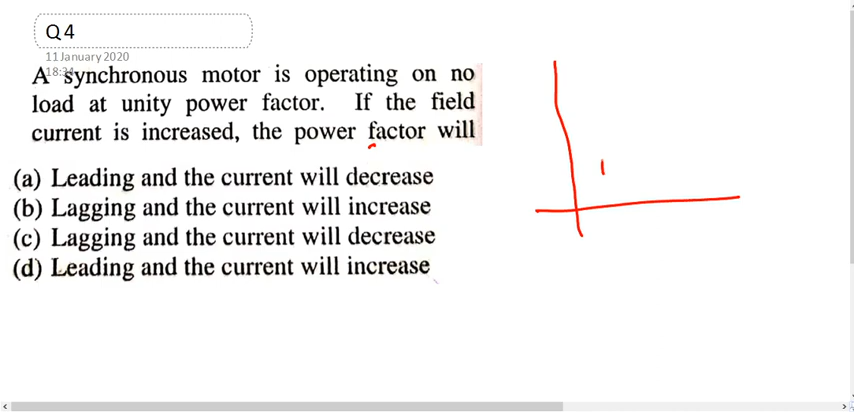 Q4
11 January 2020
18:34
A synchronous motor is operating on no
load at unity power factor. If the field
current is increased, the power factor will
(a) Leading and the current will decrease
(b) Lagging and the current will increase
(c) Lagging and the current will decrease
(d) Leading and the current will increase